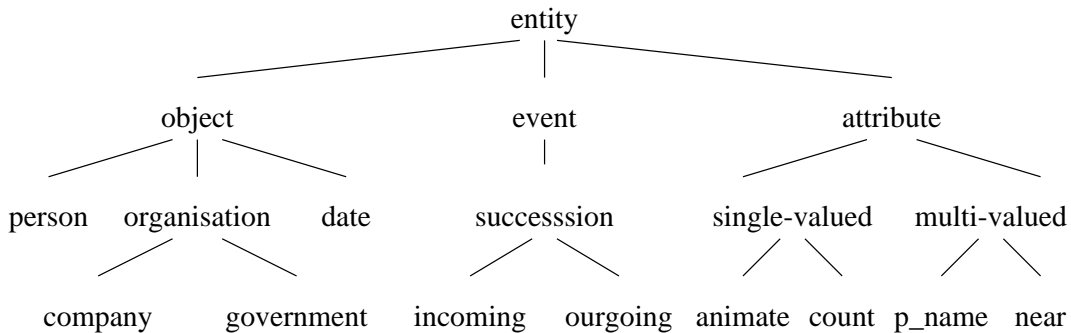 entity
object event attribute
person organisation date successsion single-valued multi-valued
company government incoming ourgoing animate count p_name near